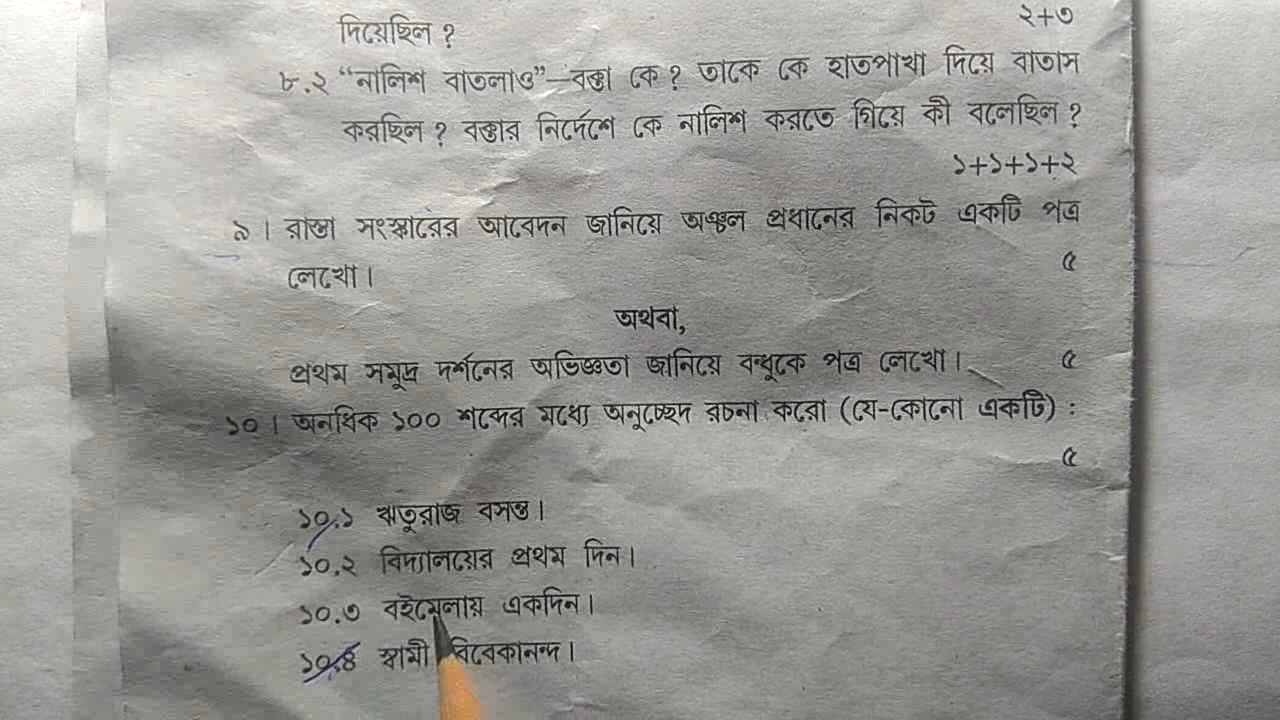 দিয়েছিল ?
২+৩
৮.২ “নালিশ বাতলাও”—বক্তা কে ? তাকে কে হাতপাখা দিয়ে বাতাস
করছিল ? বক্তার নির্দেশে কে নালিশ করতে গিয়ে কী বলেছিল ?
১+১+১+২
৯। রাস্তা সংস্কারের আবেদন জানিয়ে অঞ্চল প্রধানের নিকট একটি পত্র
লেখো।
৫
অথবা,
প্রথম সমুদ্র দর্শনের অভিজ্ঞতা জানিয়ে বন্ধুকে পত্র লেখো। ৫
১০। অনধিক ১০০ শব্দের মধ্যে অনুচ্ছেদ রচনা করো (যে-কোনো একটি) :
৫
১০.১ ঋতুরাজ বসন্ত।
১০.২ বিদ্যালয়ের প্রথম দিন।
১০.৩ বইমেলায় একদিন।
১০.৪ স্বামী বিবেকানন্দ।